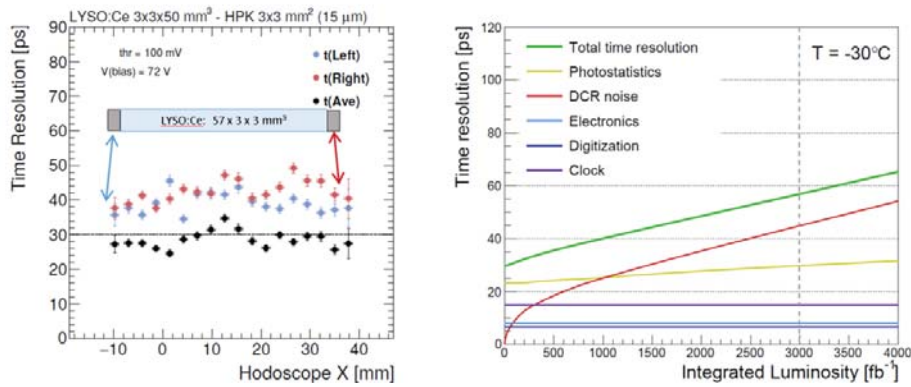 LYSO:Ce 3x3x50 mm³ - HPK 3x3 mm² (15 μm)
Time Resolution [ps]
90
80
70
60
50
40
30
20
10
0
thr = 100 mV
V(bias) = 72 V
t(Left)
t(Right)
t(Ave)
LYSO:Ce: 57 x 3 x 3 mm³
−10 0 10 20 30 40
Hodoscope X [mm]
Time resolution [ps]
120
100
80
60
40
20
0
T = -30°C
Total time resolution
Photostatistics
DCR noise
Electronics
Digitization
Clock
0 500 1000 1500 2000 2500 3000 3500 4000
Integrated Luminosity [fb⁻¹]